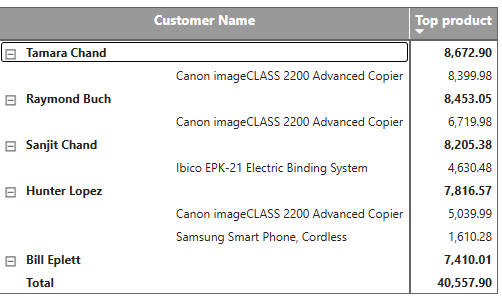 Customer Name Top product
Tamara Chand 8,672.90
Canon imageCLASS 2200 Advanced Copier 8,399.98
Raymond Buch 8,453.05
Canon imageCLASS 2200 Advanced Copier 6,719.98
Sanjit Chand 8,205.38
Ibico EPK-21 Electric Binding System 4,630.48
Hunter Lopez 7,816.57
Canon imageCLASS 2200 Advanced Copier 5,039.99
Samsung Smart Phone, Cordless 1,610.28
Bill Eplett 7,410.01
Total 40,557.90